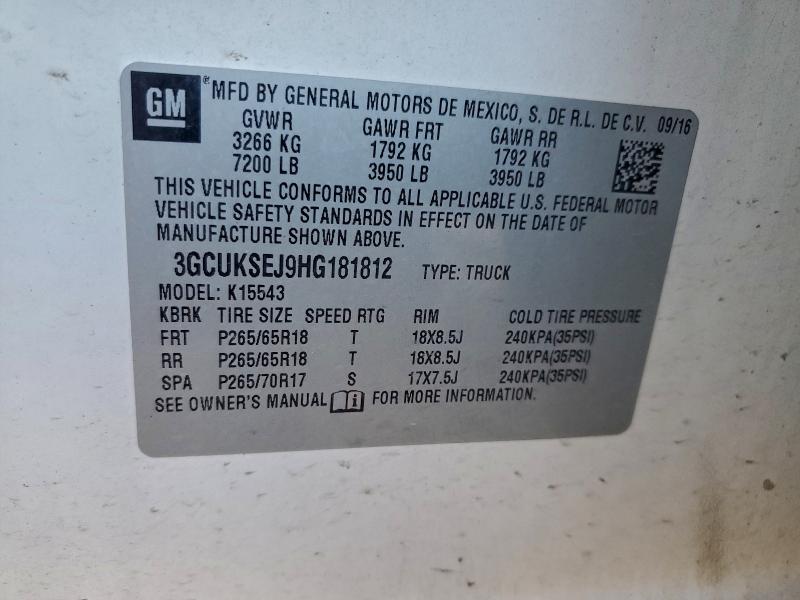 GM
® MFD BY GENERAL MOTORS DE MEXICO, S. DE R.L. DE C.V. 09/16
GVWR GAWR FRT GAWR RR
3266 KG 1792 KG 1792 KG
7200 LB 3950 LB 3950 LB
THIS VEHICLE CONFORMS TO ALL APPLICABLE U.S. FEDERAL MOTOR
VEHICLE SAFETY STANDARDS IN EFFECT ON THE DATE OF
MANUFACTURE SHOWN ABOVE.
3GCUKSEJ9HG181812 TYPE: TRUCK
MODEL: K15543
KBRK TIRE SIZE SPEED RTG RIM COLD TIRE PRESSURE
FRT P265/65R18 T 18X8.5J 240KPA(35PSI)
RR P265/65R18 T 18X8.5J 240KPA(35PSI)
SPA P265/70R17 S 17X7.5J 240KPA(35PSI)
SEE OWNER'S MANUAL i FOR MORE INFORMATION.